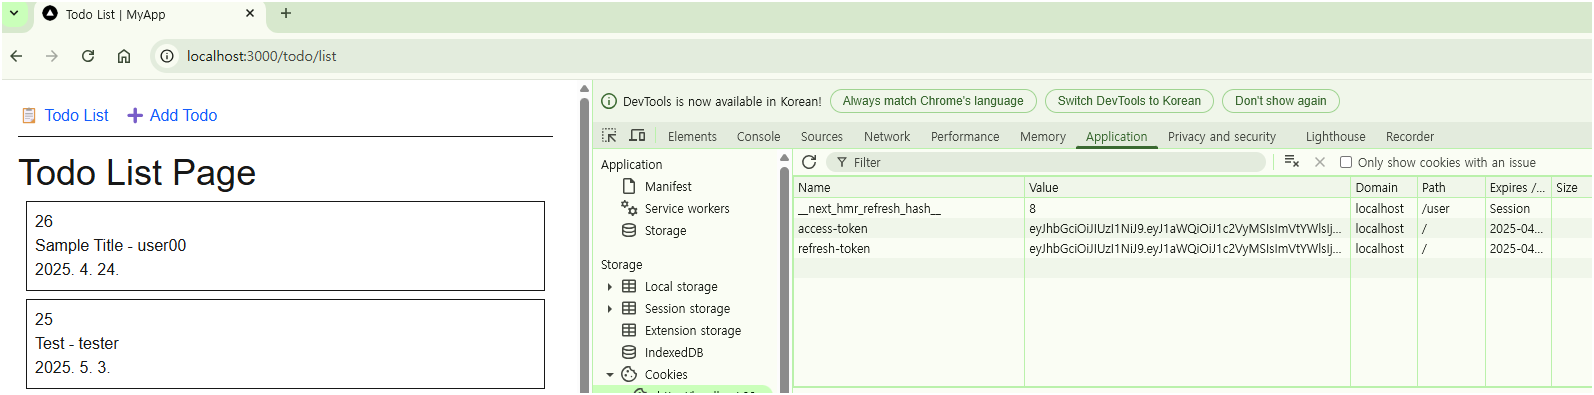 Todo List | MyApp
localhost:3000/todo/list
Todo List Add Todo
Todo List Page
26
Sample Title - user00
2025. 4. 24.
25
Test - tester
2025. 5. 3.
DevTools is now available in Korean! Always match Chrome's language Switch DevTools to Korean Don't show again
Elements Console Sources Network Performance Memory Application Privacy and security Lighthouse Recorder
Application
Manifest
Service workers
Storage
Storage
Local storage
Session storage
Extension storage
IndexedDB
Cookies
Filter Only show cookies with an issue
Name Value Domain Path Expires /... Size
__next_hmr_refresh_hash__ 8 localhost /user Session
access-token eyJhbGciOiJIUzI1NiJ9.eyJ1aWQiOiJ1c2VyMSIsImVtYWlsIj... localhost / 2025-04...
refresh-token eyJhbGciOiJIUzI1NiJ9.eyJ1aWQiOiJ1c2VyMSIsImVtYWlsIj... localhost / 2025-04...